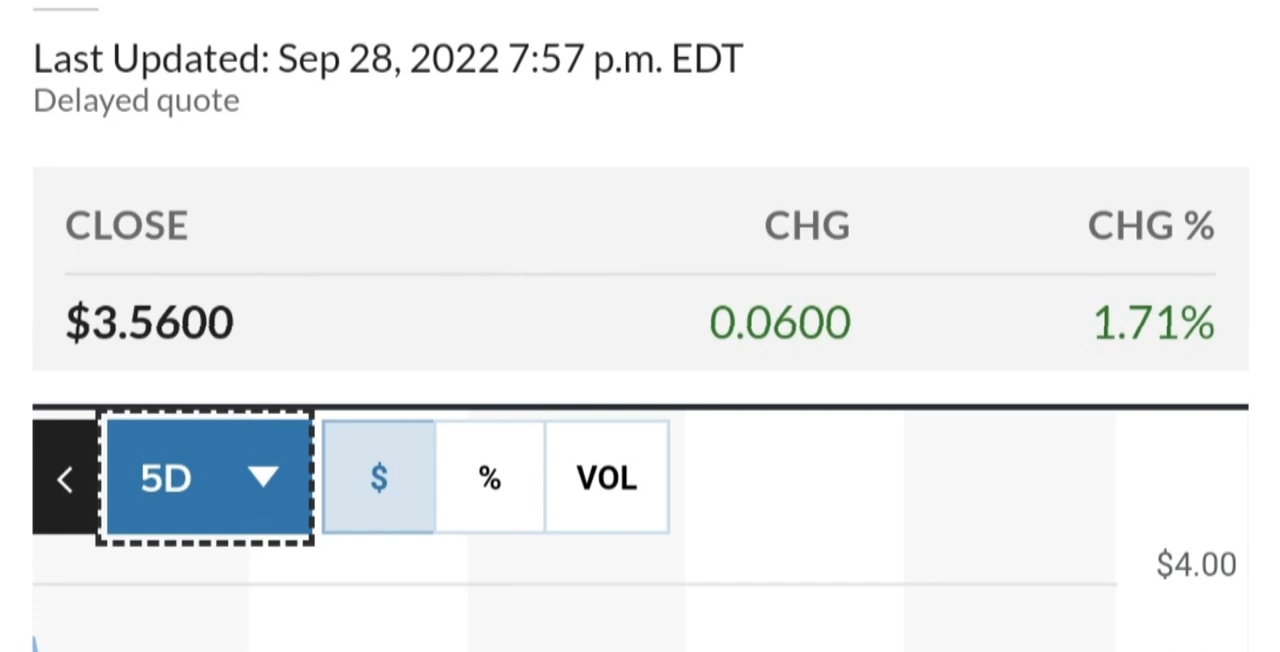 Last Updated: Sep 28, 2022 7:57 p.m. EDT
Delayed quote
CLOSE CHG CHG %
$3.5600 0.0600 1.71%
5D $ % VOL
$4.00